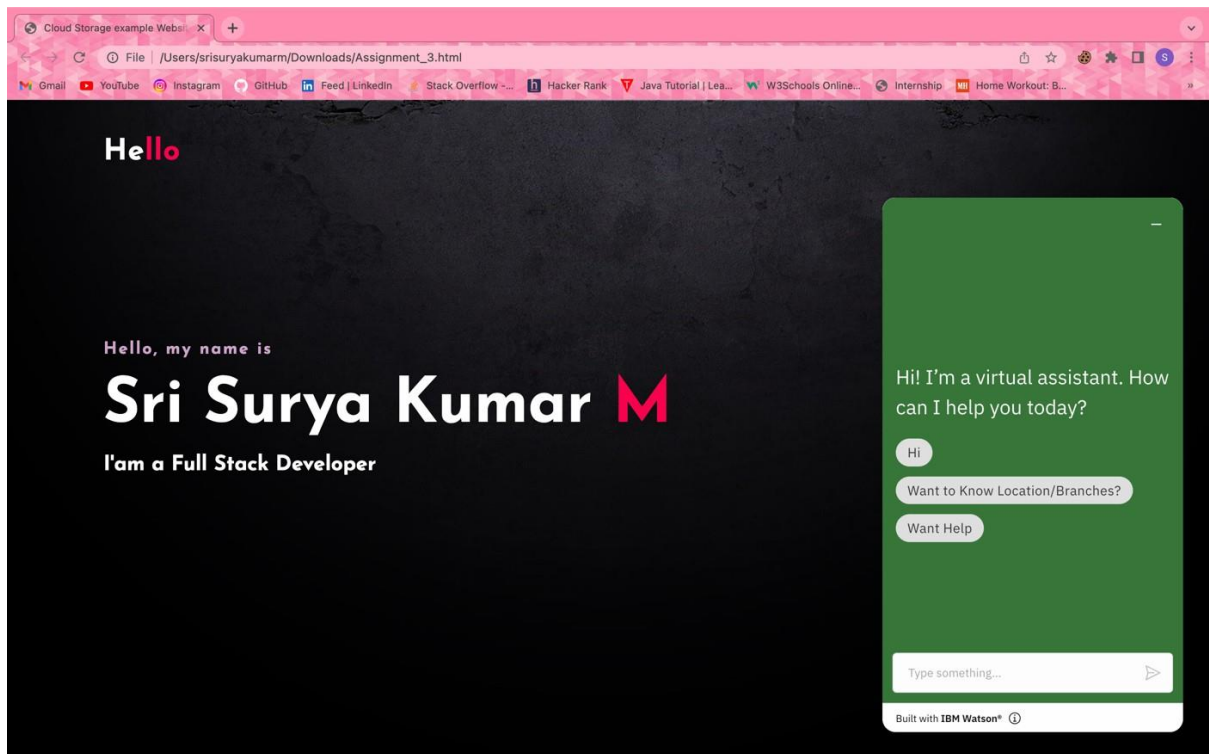 Cloud Storage example Websi
File | /Users/srisuryakumarm/Downloads/Assignment_3.html
S
Gmail YouTube Instagram GitHub Feed | LinkedIn Stack Overflow -... Hacker Rank Java Tutorial | Lea... W3Schools Online... Internship Home Workout: B... »
Hello
Hello, my name is
Sri Surya Kumar M
I'am a Full Stack Developer
Hi! I'm a virtual assistant. How
can I help you today?
Hi
Want to Know Location/Branches?
Want Help
Type something...
Built with IBM Watson®